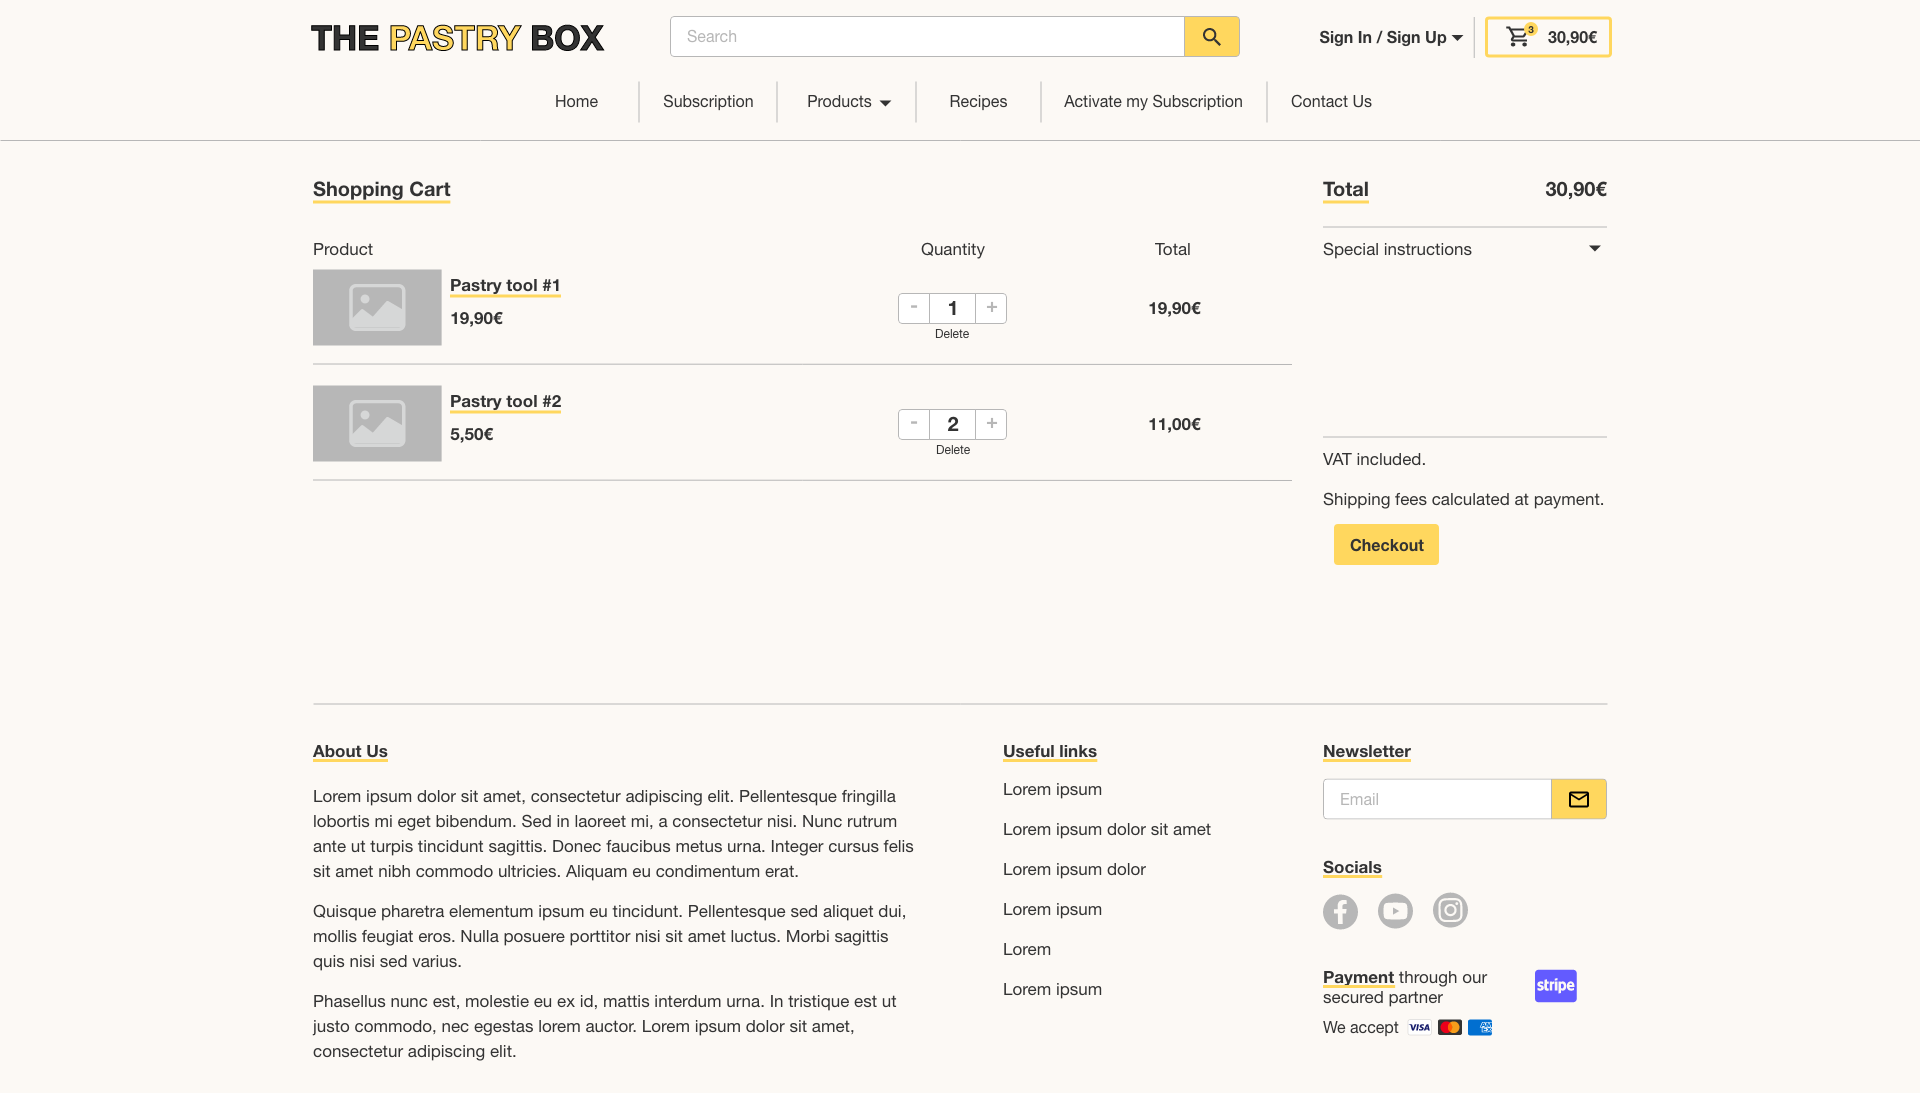 THE PASTRY BOX
Search
Sign In / Sign Up
3
30,90€
Home
Subscription
Products
Recipes
Activate my Subscription
Contact Us
Shopping Cart
Product
Quantity
Total
Pastry tool #1
19,90€
- 1 +
Delete
19,90€
Pastry tool #2
5,50€
- 2 +
Delete
11,00€
Total
30,90€
Special instructions
VAT included.
Shipping fees calculated at payment.
Checkout
About Us
Lorem ipsum dolor sit amet, consectetur adipiscing elit. Pellentesque fringilla
lobortis mi eget bibendum. Sed in laoreet mi, a consectetur nisi. Nunc rutrum
ante ut turpis tincidunt sagittis. Donec faucibus metus urna. Integer cursus felis
sit amet nibh commodo ultricies. Aliquam eu condimentum erat.
Quisque pharetra elementum ipsum eu tincidunt. Pellentesque sed aliquet dui,
mollis feugiat eros. Nulla posuere porttitor nisi sit amet luctus. Morbi sagittis
quis nisi sed varius.
Phasellus nunc est, molestie eu ex id, mattis interdum urna. In tristique est ut
justo commodo, nec egestas lorem auctor. Lorem ipsum dolor sit amet,
consectetur adipiscing elit.
Useful links
Lorem ipsum
Lorem ipsum dolor sit amet
Lorem ipsum dolor
Lorem ipsum
Lorem
Lorem ipsum
Newsletter
Email
Socials
Payment through our
secured partner
stripe
We accept
VISA
AMEX